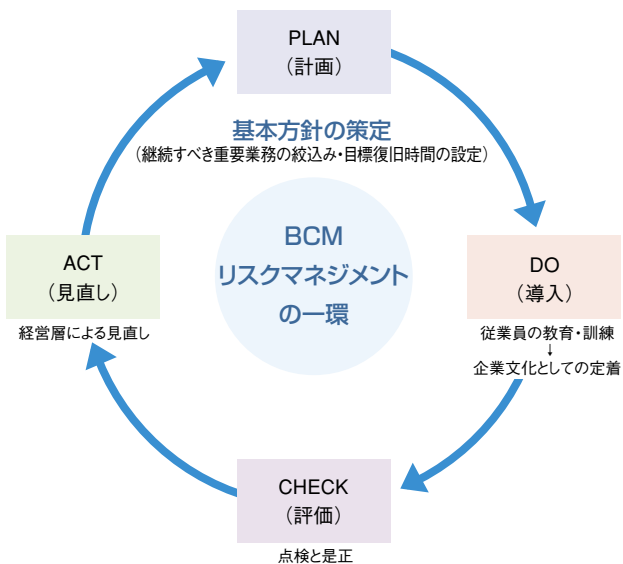 PLAN
（計画）
基本方針の策定
（継続すべき重要業務の絞込み・目標復旧時間の設定）
BCM
リスクマネジメント
の一環
ACT
（見直し）
経営層による見直し
DO
（導入）
従業員の教育・訓練
↓
企業文化としての定着
CHECK
（評価）
点検と是正